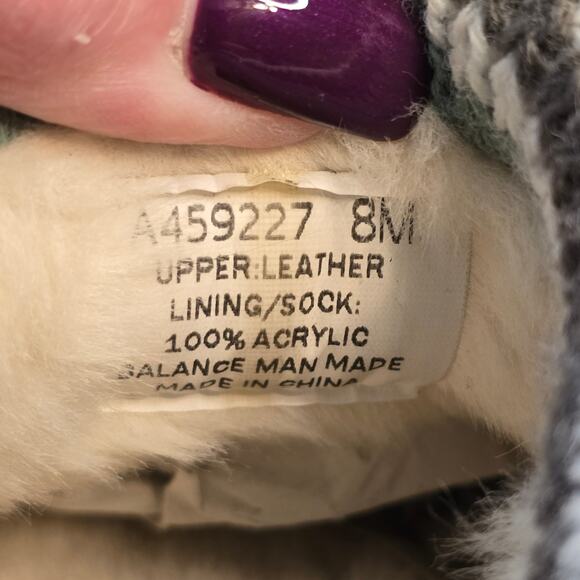 A459227 8M
UPPER:LEATHER
LINING/SOCK:
100% ACRYLIC
BALANCE MAN MADE
MADE IN CHINA